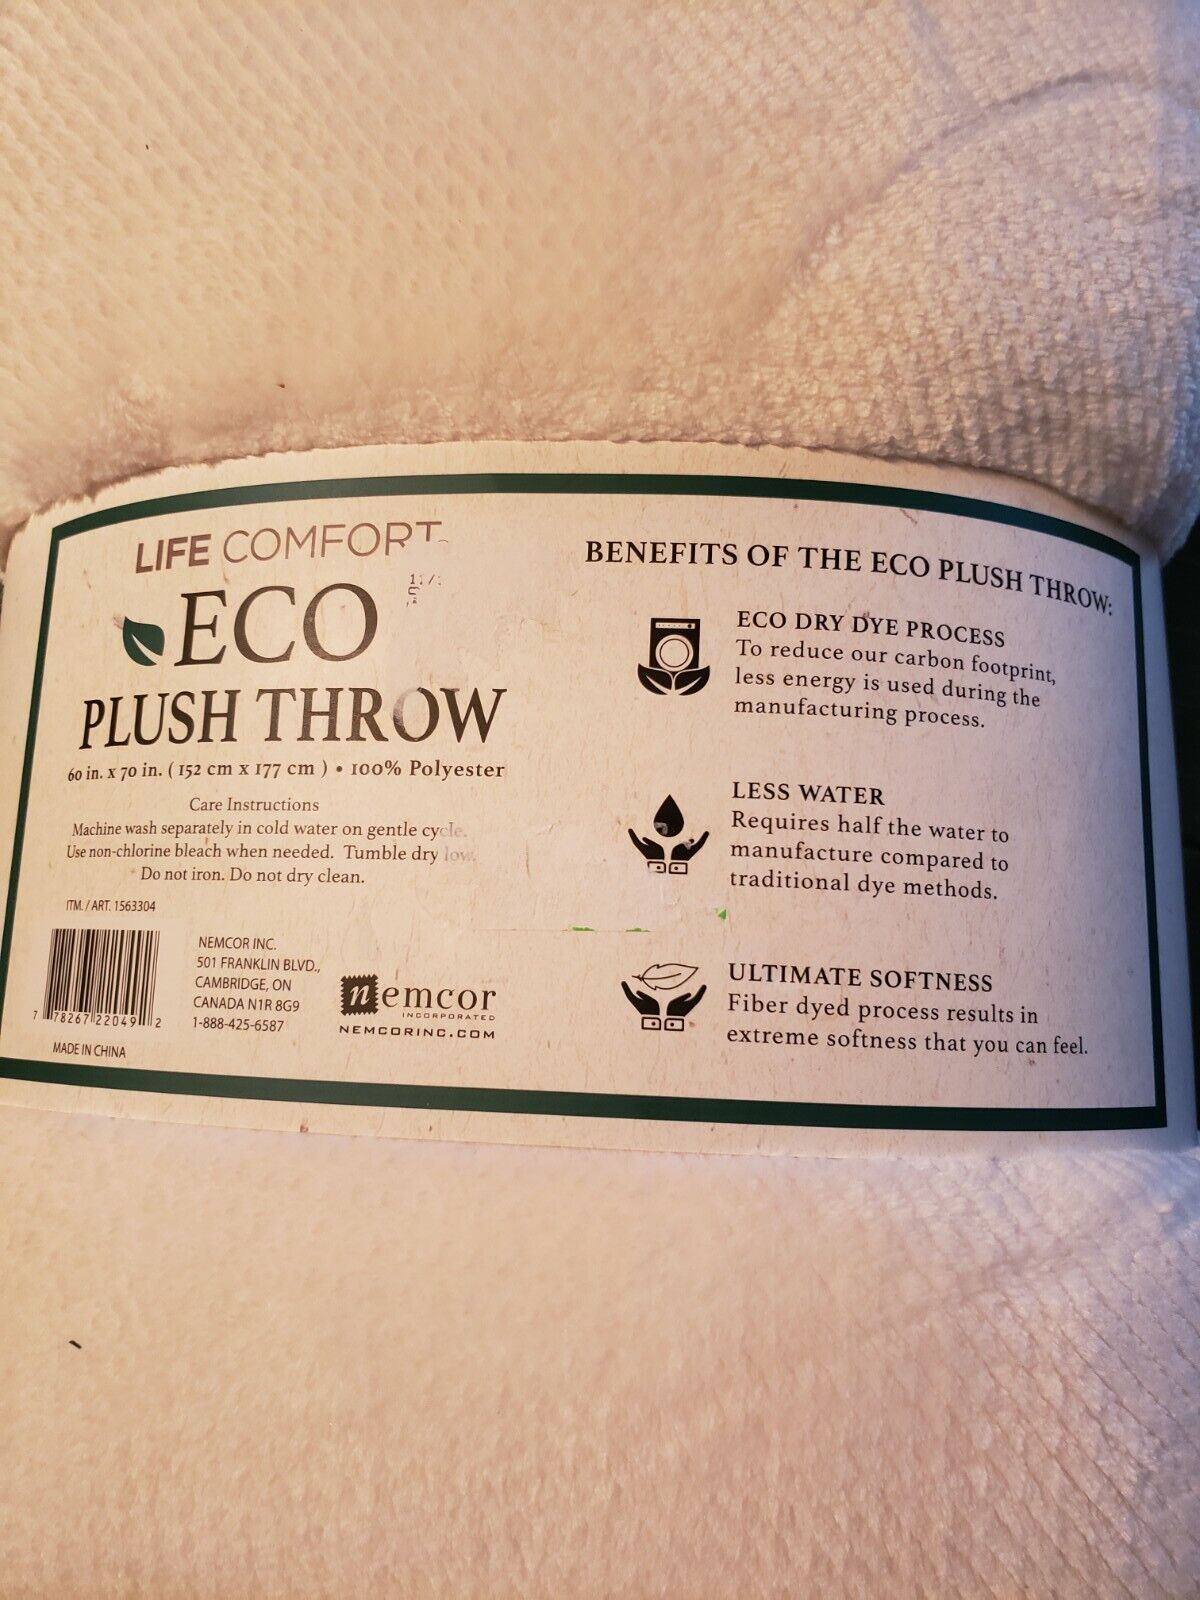 LIFE COMFORT
ECO
PLUSH THROW
60 in. x 70 in. ( 152 cm x 177 cm ) • 100% Polyester
Care Instructions
Machine wash separately in cold water on gentle cycle.
Use non-chlorine bleach when needed. Tumble dry low.
Do not iron. Do not dry clean.
ITM. / ART. 1563304
7 78267 22049 2
MADE IN CHINA
NEMCOR INC.
501 FRANKLIN BLVD.,
CAMBRIDGE, ON
CANADA N1R 8G9
1-888-425-6587
nemcor
INCORPORATED
NEMCORINC.COM
BENEFITS OF THE ECO PLUSH THROW:
ECO DRY DYE PROCESS
To reduce our carbon footprint,
less energy is used during the
manufacturing process.
LESS WATER
Requires half the water to
manufacture compared to
traditional dye methods.
ULTIMATE SOFTNESS
Fiber dyed process results in
extreme softness that you can feel.